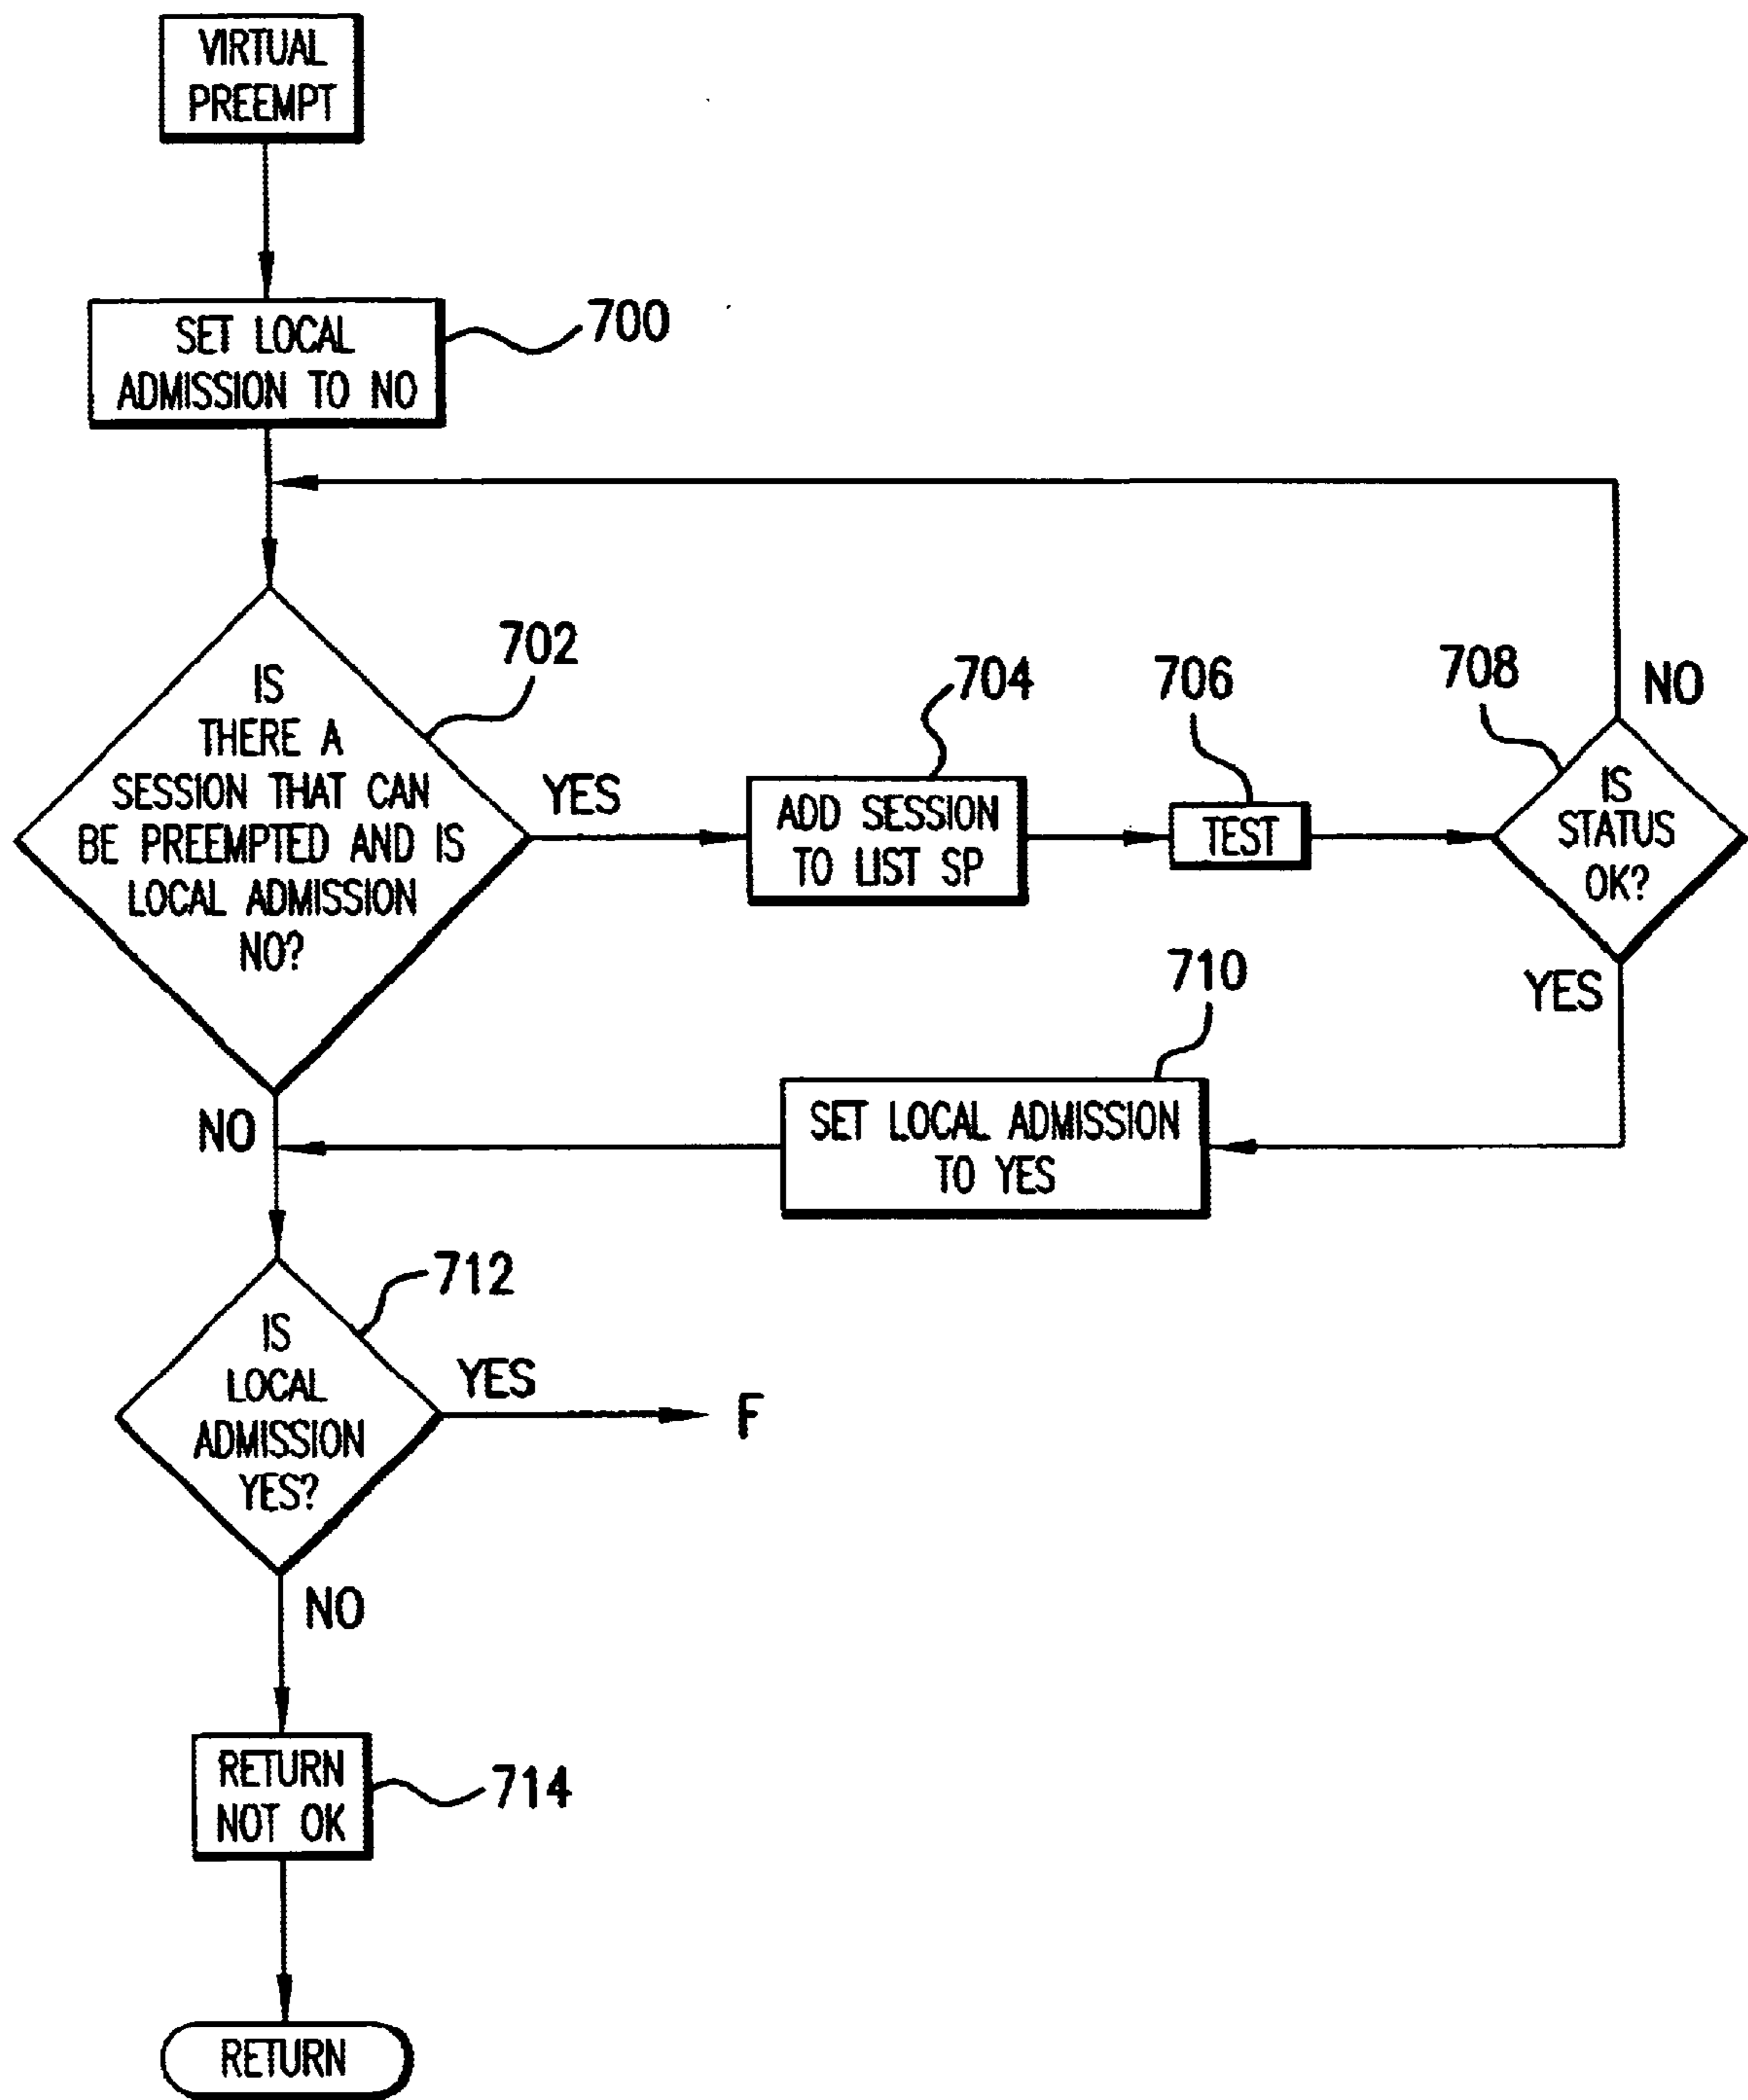 VIRTUAL
PREEMPT
SET LOCAL
ADMISSION TO NO
700
IS
THERE A
SESSION THAT CAN
BE PREEMPTED AND IS
LOCAL ADMISSION
NO?
702
YES
704
ADD SESSION
TO LIST SP
706
TEST
708
NO
IS
STATUS
OK?
YES
710
SET LOCAL ADMISSION
TO YES
NO
712
IS
LOCAL
ADMISSION
YES?
YES
F
NO
RETURN
NOT OK
714
RETURN